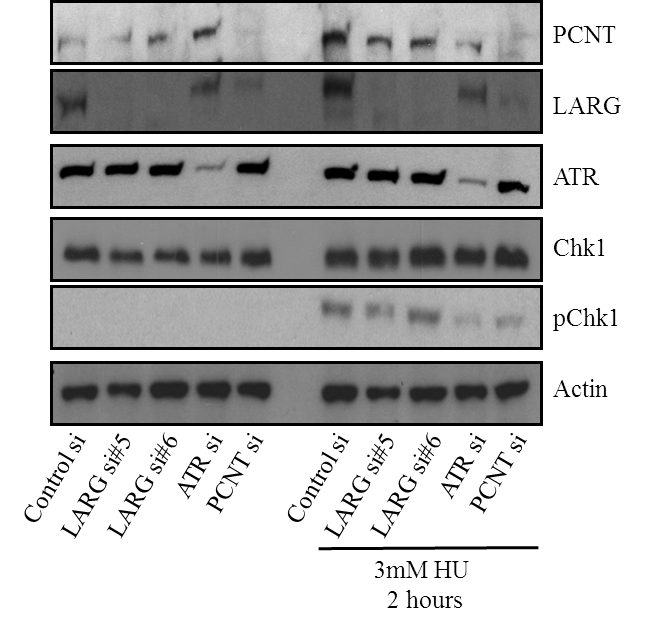 PCNT
LARG
ATR
Chk1
pChk1
Actin
Control si
LARG si#5
LARG si#6
ATR si
PCNT si
Control si
LARG si#5
LARG si#6
ATR si
PCNT si
3mM HU
2 hours